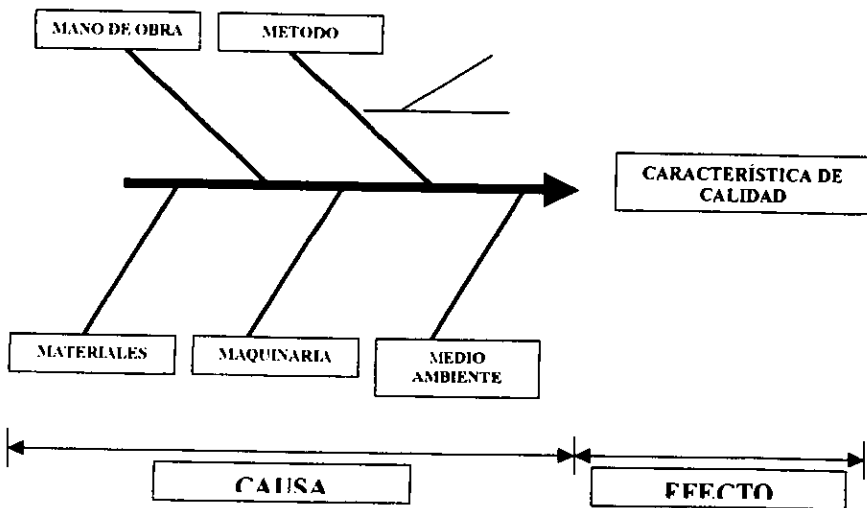 MANO DE OBRA
METODO
CARACTERÍSTICA DE
CALIDAD
MATERIALES
MAQUINARIA
MEDIO
AMBIENTE
CAUSA
EFECTO